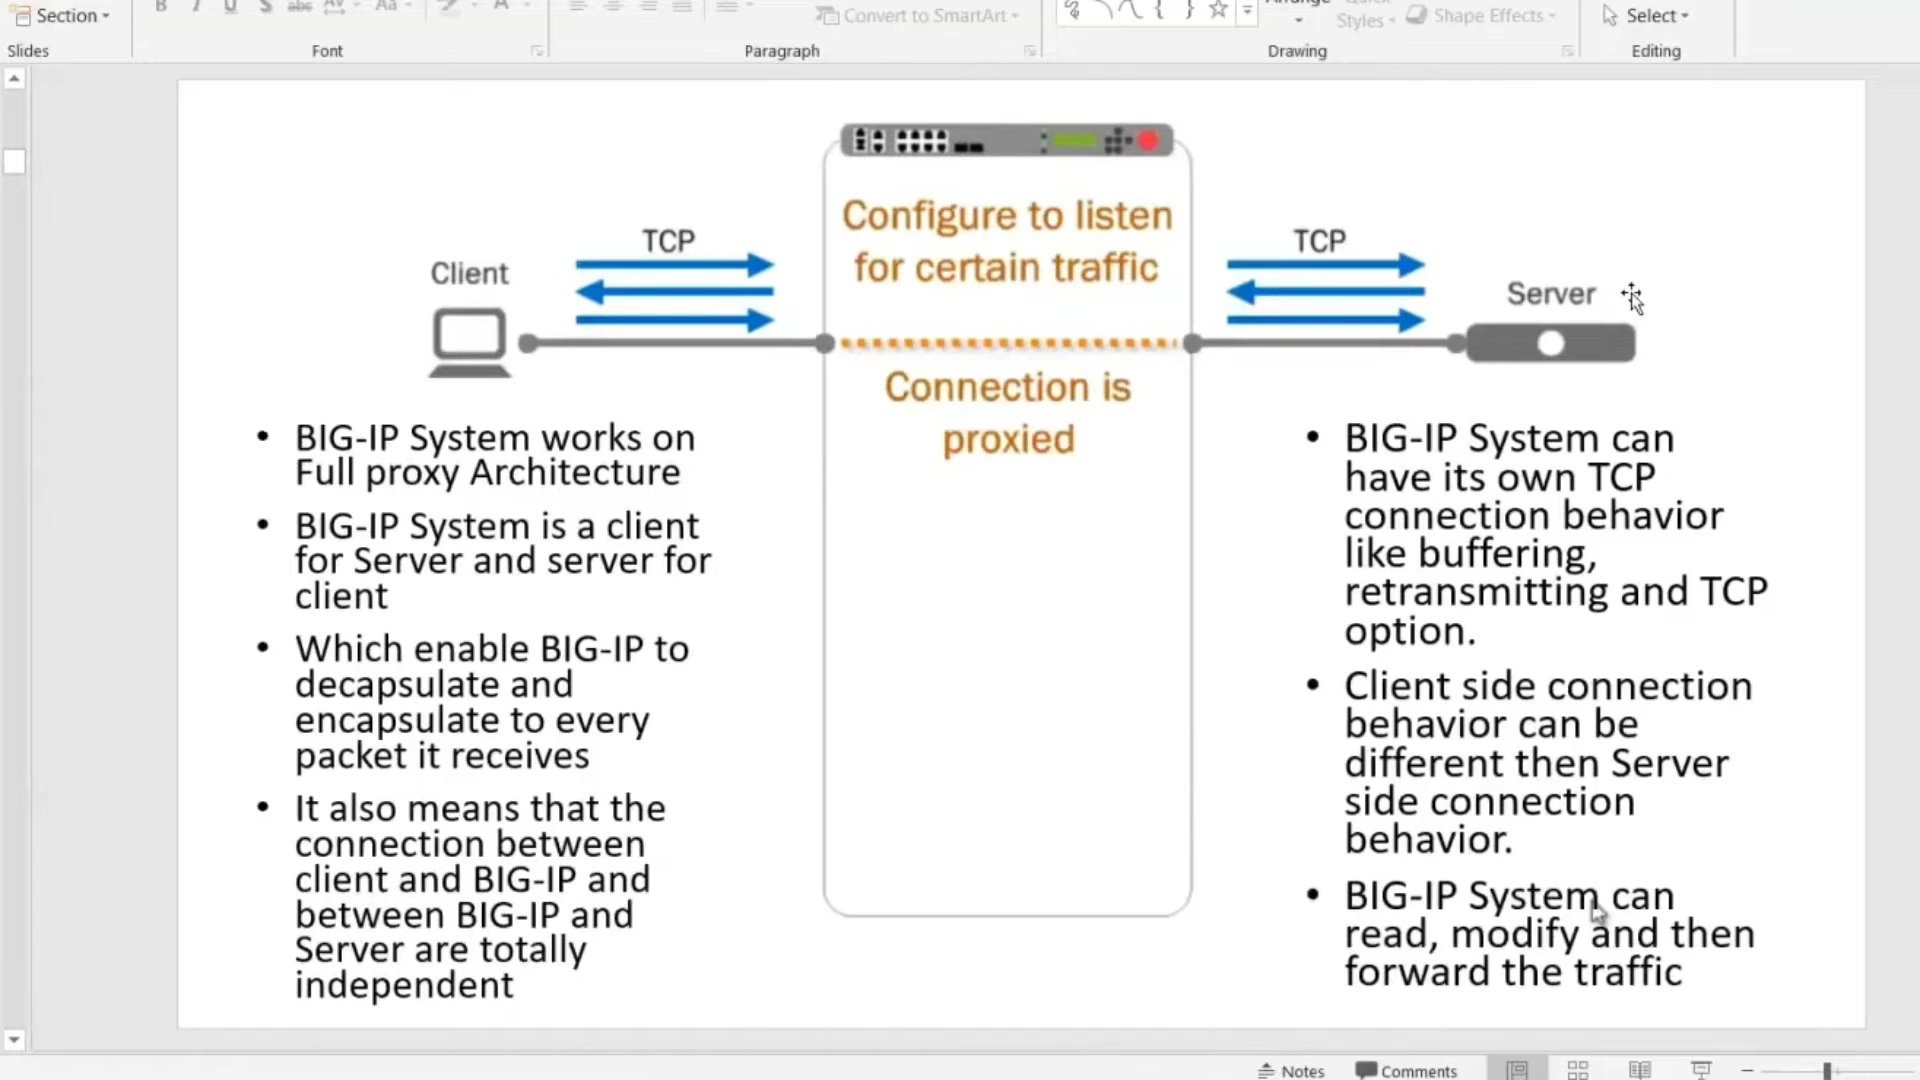 Section
Convert to SmartArt
Styles
Shape Effects
Select
Slides
Font
Paragraph
Drawing
Editing
Configure to listen
for certain traffic
TCP
TCP
Client
Server
Connection is
proxied
• BIG-IP System works on
Full proxy Architecture
• BIG-IP System is a client
for Server and server for
client
• Which enable BIG-IP to
decapsulate and
encapsulate to every
packet it receives
• It also means that the
connection between
client and BIG-IP and
between BIG-IP and
Server are totally
independent
• BIG-IP System can
have its own TCP
connection behavior
like buffering,
retransmitting and TCP
option.
• Client side connection
behavior can be
different then Server
side connection
behavior.
• BIG-IP System can
read, modify and then
forward the traffic
Notes
Comments